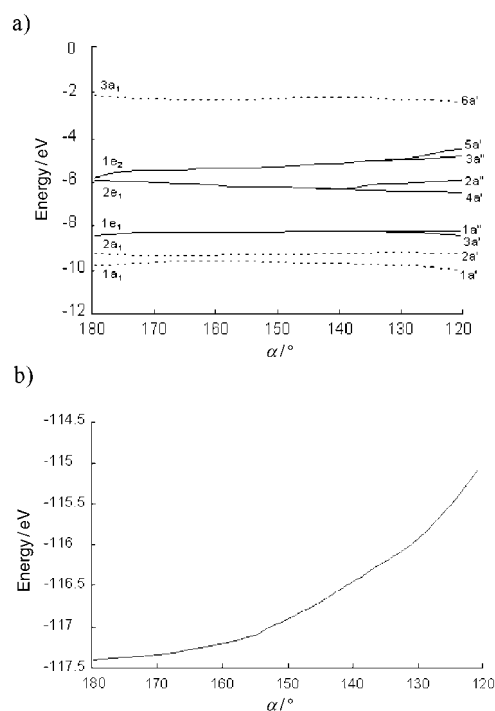 a)
0
-2
-4
-6
-8
-10
-12
Energy / eV
3a1
6a'
5a'
1e2
3a"
2a"
2e1
4a'
1e1
1a"
3a'
2a1
2a'
1a1
1a'
180 170 160 150 140 130 120
α / °
b)
-114.5
-115
-115.5
-116
-116.5
-117
-117.5
Energy / eV
180 170 160 150 140 130 120
α / °